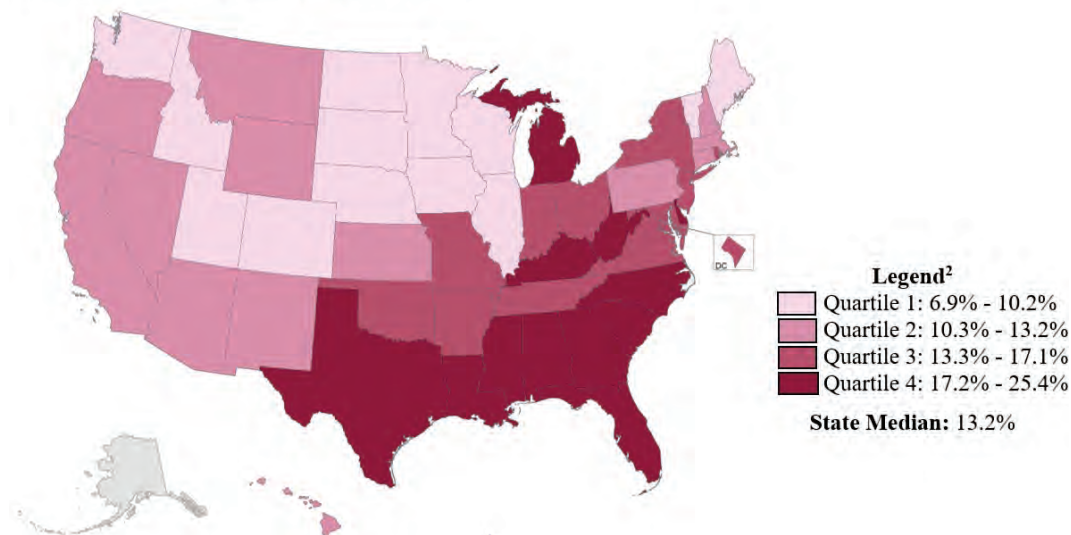 DC
Legend²
Quartile 1: 6.9% - 10.2%
Quartile 2: 10.3% - 13.2%
Quartile 3: 13.3% - 17.1%
Quartile 4: 17.2% - 25.4%
State Median: 13.2%